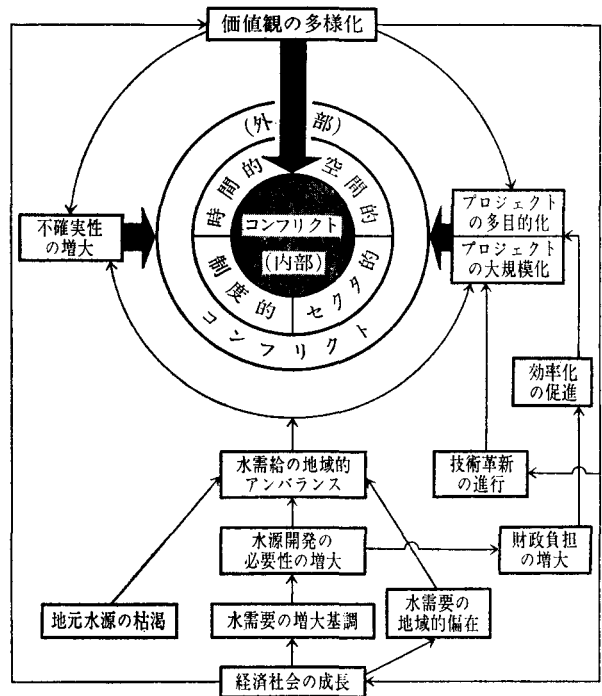 価値観の多様化
(外部)
時間的
空間的
コンフリクト
(内部)
制度的
セクタ的
コンフリクト
不確実性
の増大
プロジェクト
の多目的化
プロジェクト
の大規模化
効率化
の促進
水需給の地域的
アンバランス
技術革新
の進行
水源開発の
必要性の増大
財政負担
の増大
地元水源の枯渇
水需要の増大基調
水需要の
地域的偏在
経済社会の成長